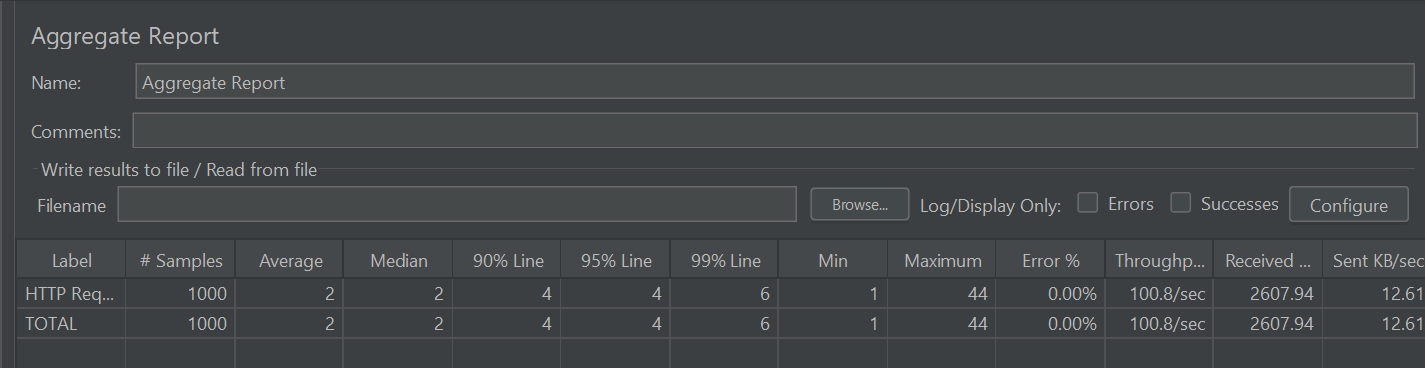 Aggregate Report
Name: Aggregate Report
Comments:
Write results to file / Read from file
Filename Browse... Log/Display Only: Errors Successes Configure
Label # Samples Average Median 90% Line 95% Line 99% Line Min Maximum Error % Throughp... Received ... Sent KB/sec
HTTP Req... 1000 2 2 4 4 6 1 44 0.00% 100.8/sec 2607.94 12.61
TOTAL 1000 2 2 4 4 6 1 44 0.00% 100.8/sec 2607.94 12.61